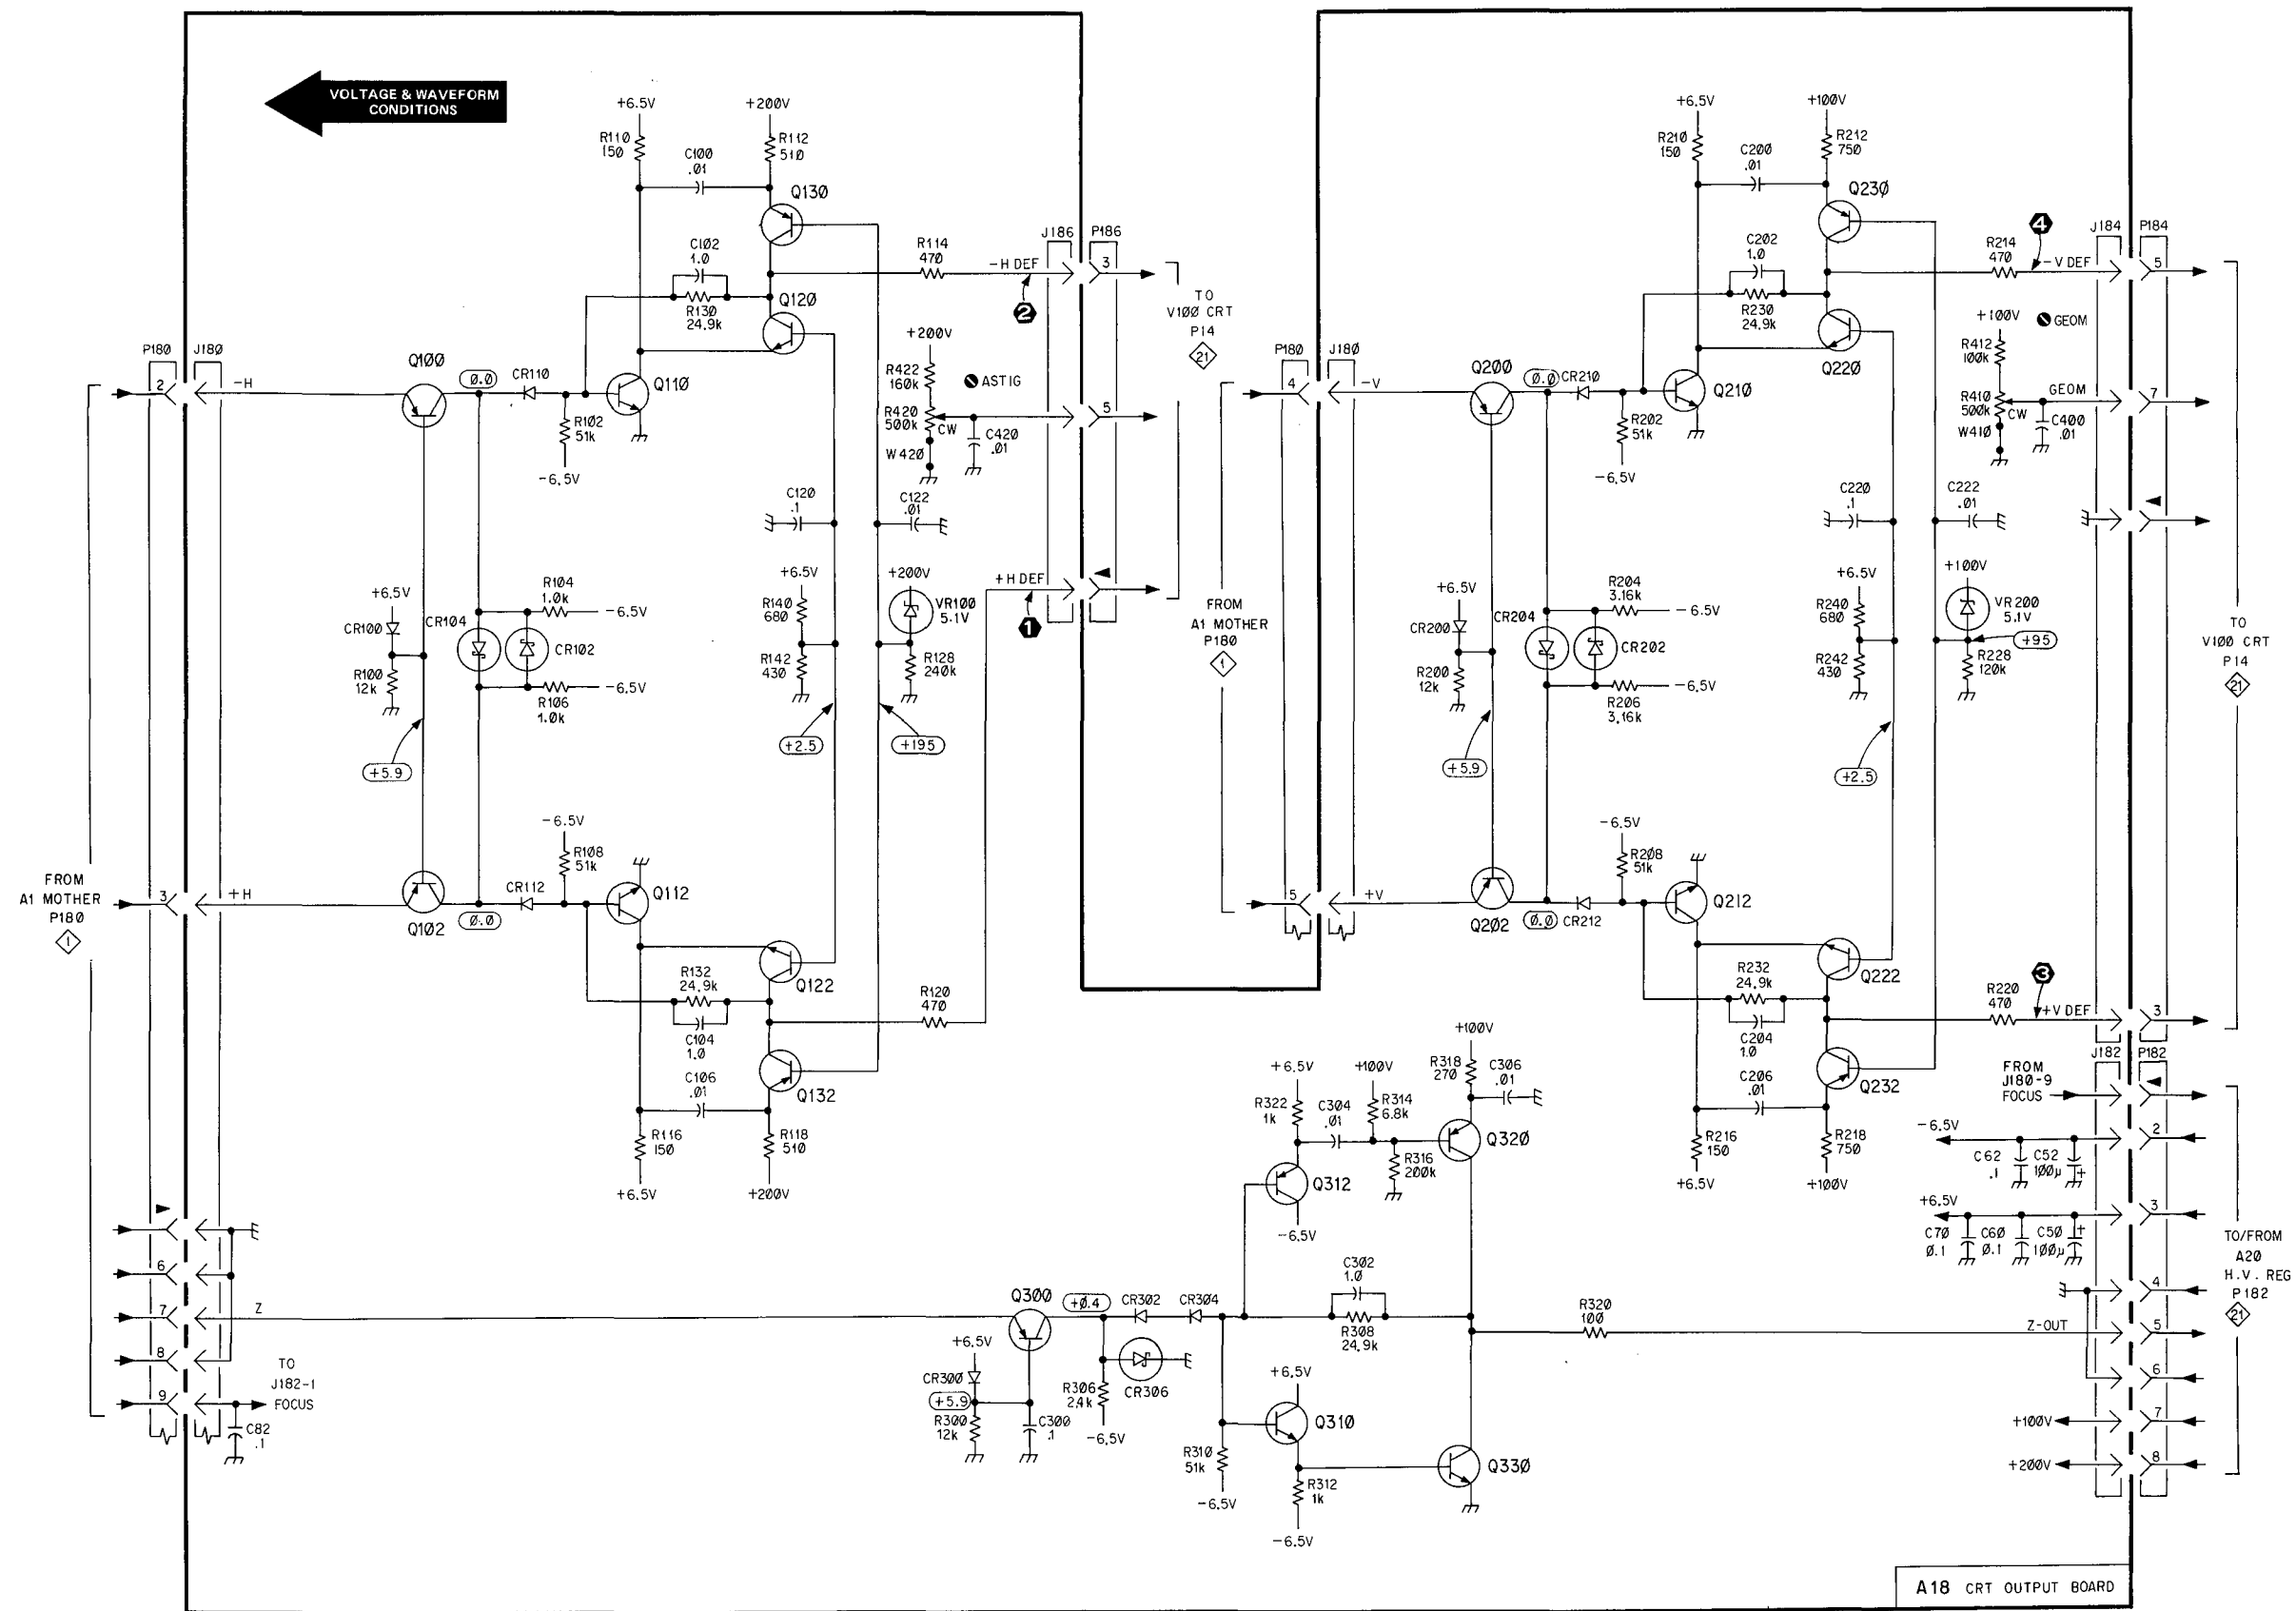 VOLTAGE & WAVEFORM
CONDITIONS
+6.5V
+200V
R110
150
C100
.01
R112
510
Q130
C102
1.0
R130
24.9k
Q120
R114
470
-H DEF
2
J186
P186
3
TO
V100 CRT
P14
21
P180
J180
2
-H
Q100
0.0
CR110
R102
51k
-6.5V
Q110
+200V
R422
160k
ASTIG
R420
500k
CW
W420
C420
.01
5
C120
.1
C122
.01
+6.5V
CR100
R100
12k
CR104
R104
1.0k
-6.5V
CR102
R106
1.0k
-6.5V
+5.9
+6.5V
R140
680
R142
430
+2.5
+200V
VR100
5.1V
R128
240k
+195
+H DEF
1
FROM
A1 MOTHER
P180
1
3
+H
Q102
0.0
CR112
-6.5V
R108
51k
Q112
Q122
R132
24.9k
C104
1.0
C106
.01
Q132
R116
150
+6.5V
R118
510
+200V
R120
470
+6.5V
+100V
R210
150
C200
.01
R212
750
Q230
C202
1.0
R230
24.9k
Q220
R214
470
4
-V DEF
J184
P184
5
P180
J180
4
-V
Q200
0.0
CR210
R202
51k
-6.5V
Q210
+100V
GEOM
R412
100k
R410
500k
CW
W410
GEOM
C400
.01
7
C220
.1
C222
.01
FROM
A1 MOTHER
P180
1
+6.5V
CR200
R200
12k
CR204
R204
3.16k
-6.5V
CR202
R206
3.16k
-6.5V
+5.9
+6.5V
R240
680
R242
430
+2.5
+100V
VR200
5.1V
+95
R228
120k
TO
V100 CRT
P14
21
5
+V
Q202
0.0
CR212
-6.5V
R208
51k
Q212
Q222
R232
24.9k
C204
1.0
C206
.01
Q232
R216
150
+6.5V
R218
750
+100V
R220
470
3
+V DEF
3
6
7
Z
8
9
TO
J182-1
FOCUS
C82
.1
Q300
+0.4
CR302
CR304
+6.5V
CR300
+5.9
R300
12k
C300
.1
R306
2.4k
-6.5V
CR306
+6.5V
R322
1k
C304
.01
+100V
R314
6.8k
R316
200k
Q312
-6.5V
+100V
R318
270
C306
.01
Q320
C302
1.0
R308
24.9k
+6.5V
Q310
R310
51k
-6.5V
R312
1k
-6.5V
Q330
R320
100
Z-OUT
J182
P182
FROM
J180-9
FOCUS
-6.5V
2
C62
.1
C52
100µ
+
+6.5V
3
C70
0.1
C60
0.1
C50
100µ
+
4
5
6
+100V
7
+200V
8
TO/FROM
A20
H.V. REG
P182
21
A18 CRT OUTPUT BOARD